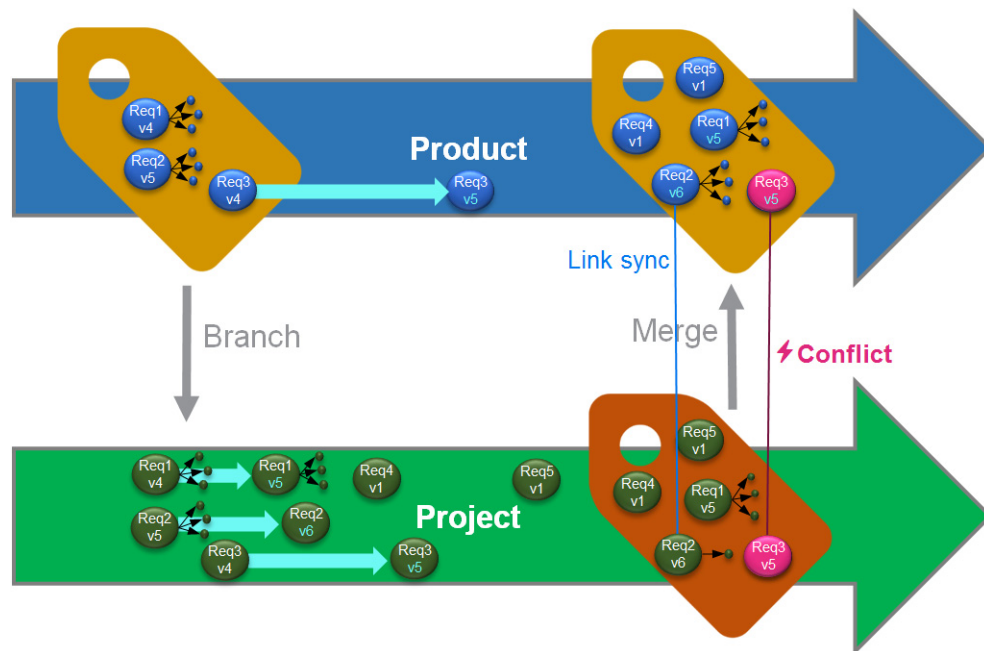 Req5
v1
Req1
v4
Req4
v1
Req1
v5
Product
Req2
v5
Req3
v4
Req3
v5
Req2
v6
Req3
v5
Link sync
Branch
Merge
Conflict
Req5
v1
Req1
v4
Req1
v5
Req4
v1
Req5
v1
Req4
v1
Req1
v5
Project
Req2
v5
Req2
v6
Req3
v4
Req3
v5
Req2
v6
Req3
v5